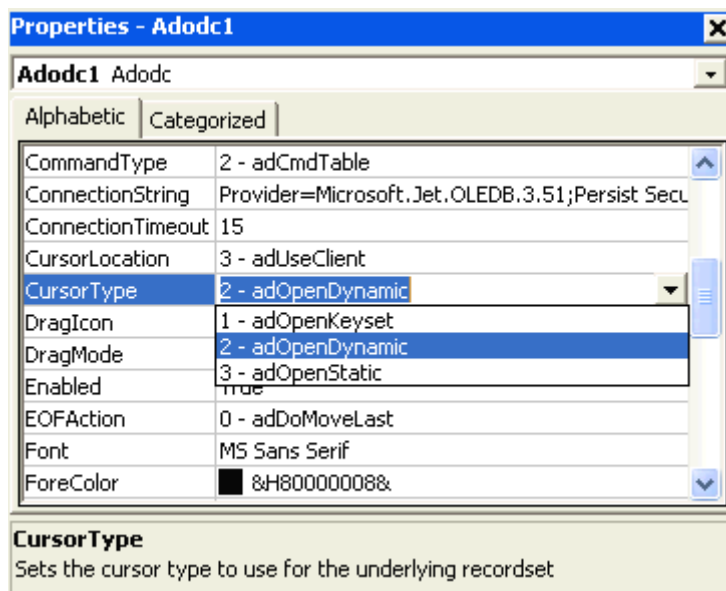 Properties - Adodc1
Adodc1 Adodc
Alphabetic Categorized
CommandType 2 - adCmdTable
ConnectionString Provider=Microsoft.Jet.OLEDB.3.51;Persist Secu
ConnectionTimeout 15
CursorLocation 3 - adUseClient
CursorType 2 - adOpenDynamic
DragIcon 1 - adOpenKeyset
DragMode 2 - adOpenDynamic
Enabled 3 - adOpenStatic
EOFAction 0 - adDoMoveLast
Font MS Sans Serif
ForeColor &H80000008&
CursorType
Sets the cursor type to use for the underlying recordset